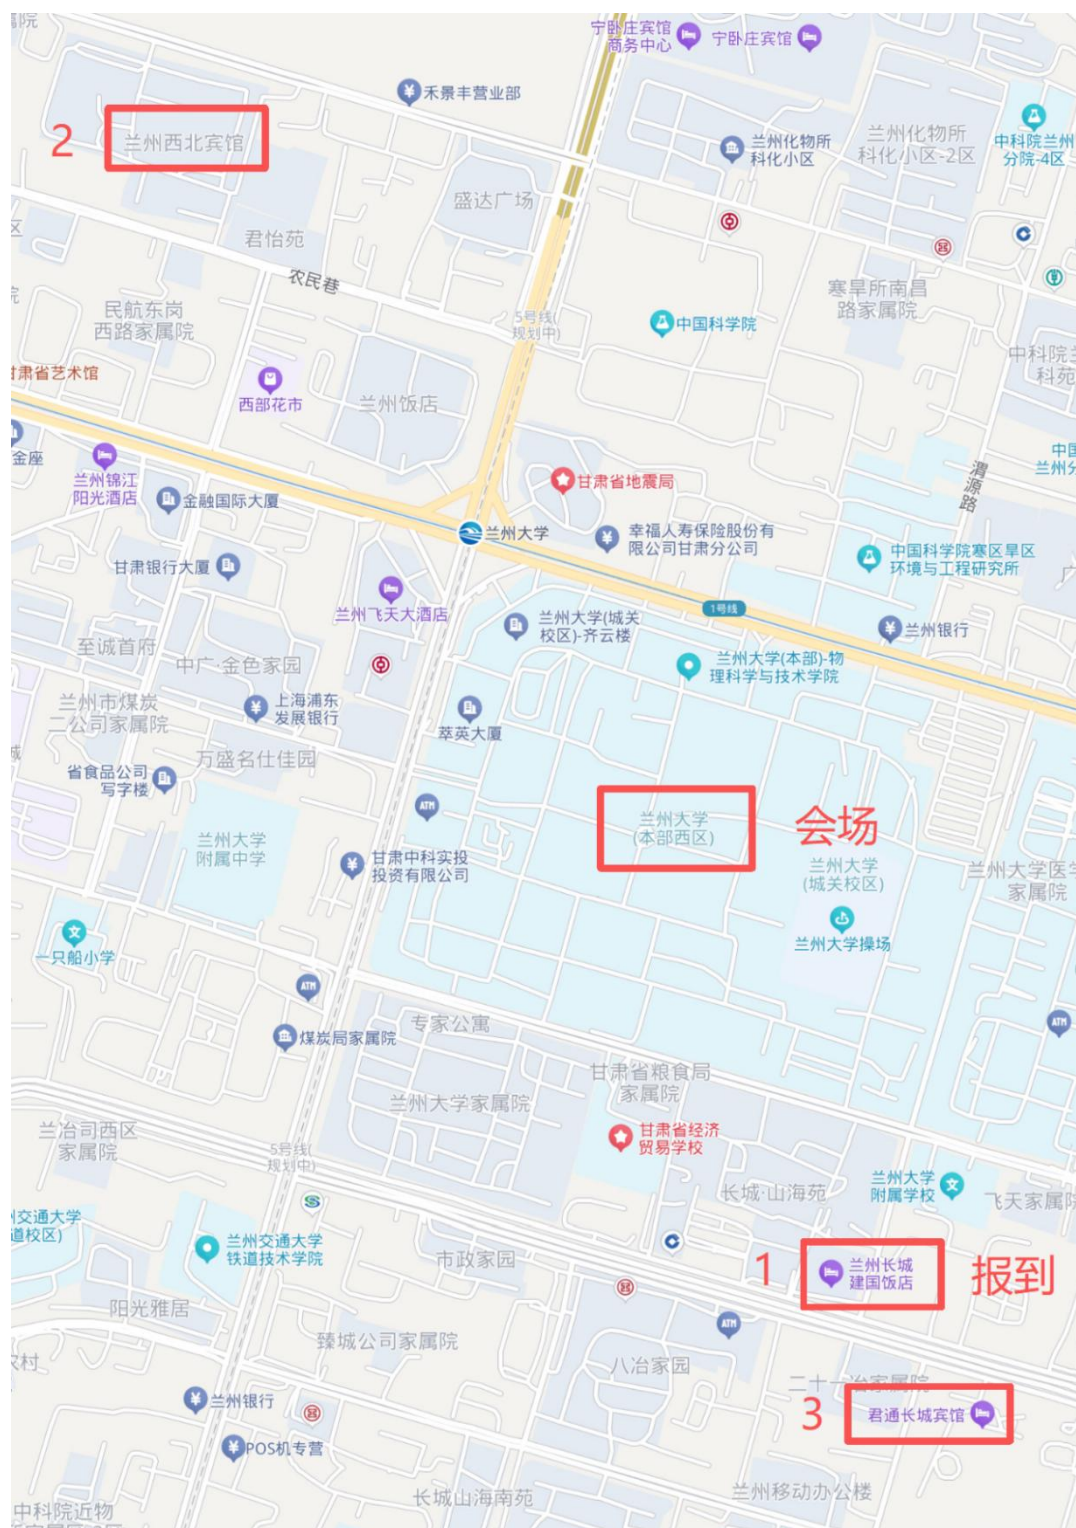 宁卧庄宾馆
商务中心
宁卧庄宾馆
禾景丰营业部
2
兰州西北宾馆
兰州化物所
科化小区
兰州化物所
科化小区-2区
中科院兰州
分院-4区
盛达广场
君怡苑
农民巷
寒旱所南昌
路家属院
民航东岗
西路家属院
5号线(
规划中)
中国科学院
中科院兰
科苑
甘肃省艺术馆
西部花市
兰州饭店
金座
兰州锦江
阳光酒店
金融国际大厦
甘肃省地震局
渭源路
中国
兰州分
兰州大学
幸福人寿保险股份有
限公司甘肃分公司
中国科学院寒区旱区
环境与工程研究所
甘肃银行大厦
兰州飞天大酒店
1号线
兰州大学(城关
校区)-齐云楼
兰州银行
至诚首府
中广·金色家园
兰州大学(本部)-物
理科学与技术学院
兰州市煤炭
二公司家属院
上海浦东
发展银行
萃英大厦
万盛名仕佳园
省食品公司
写字楼
ATM
兰州大学
(本部西区)
会场
兰州大学
附属中学
甘肃中科实投
投资有限公司
兰州大学
(城关校区)
兰州大学医学
家属院
一只船小学
兰州大学操场
ATM
专家公寓
ATM
煤炭局家属院
甘肃省粮食局
家属院
兰州大学家属院
兰冶司西区
家属院
甘肃省经济
贸易学校
5号线(
规划中)
长城·山海苑
兰州大学
附属学校
飞天家属院
兰州交通大学
铁道技术学院
市政家园
1
兰州长城
建国饭店
报到
阳光雅居
臻城公司家属院
ATM
八冶家园
二十一冶家属院
兰州银行
3
君通长城宾馆
POS机专营
长城山海南苑
兰州移动办公楼
中科院近物